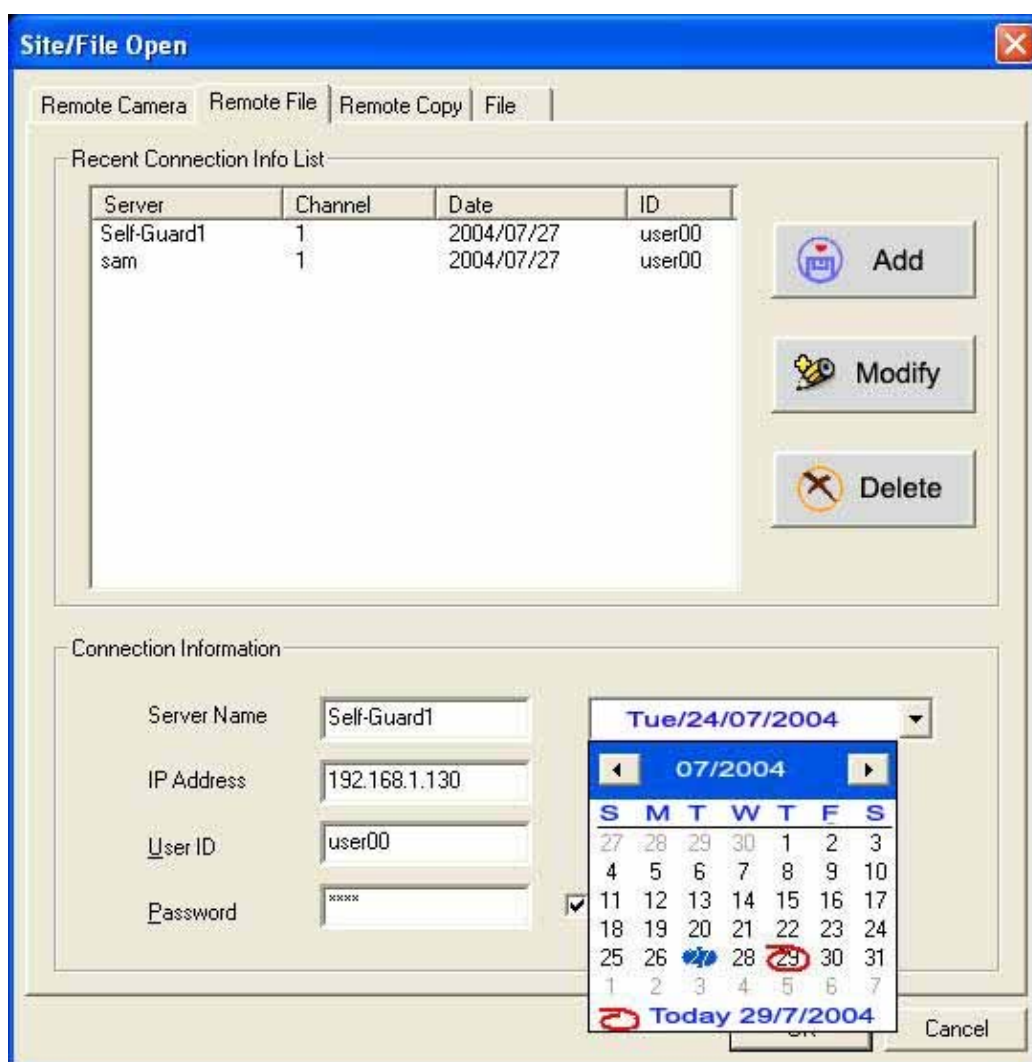 Site/File Open
Remote Camera Remote File Remote Copy File
Recent Connection Info List
Server Channel Date ID
Self-Guard1 1 2004/07/27 user00
sam 1 2004/07/27 user00
Add
Modify
Delete
Connection Information
Server Name Self-Guard1 Tue/24/07/2004
IP Address 192.168.1.130
User ID user00
Password ****
07/2004
S M T W T F S
27 28 29 30 1 2 3
4 5 6 7 8 9 10
11 12 13 14 15 16 17
18 19 20 21 22 23 24
25 26 28 29 30 31
1 2 3 4 5 6 7
Today 29/7/2004
Cancel